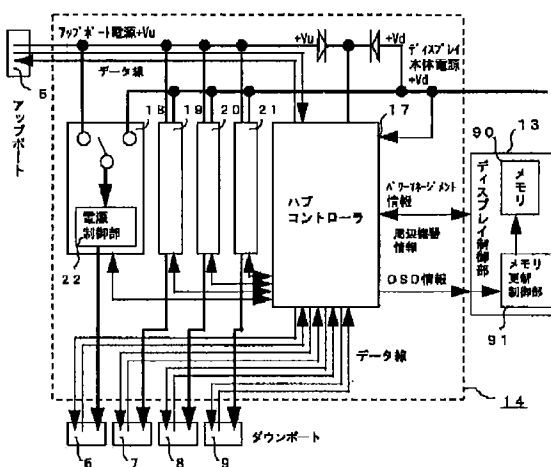 アップポート電源+Vu
+Vu
+Vd
ディスプレイ
本体電源
+Vd
データ線
5
アップポート
18
19
20
21
17
電源
制御部
22
ハブ
コントローラ
パワーマネージメント
情報
周辺機器
情報
OSD情報
90
13
ディスプレイ制御部
メモリ
メモリ
更新
制御部
91
データ線
14
6
7
8
9
ダウンポート